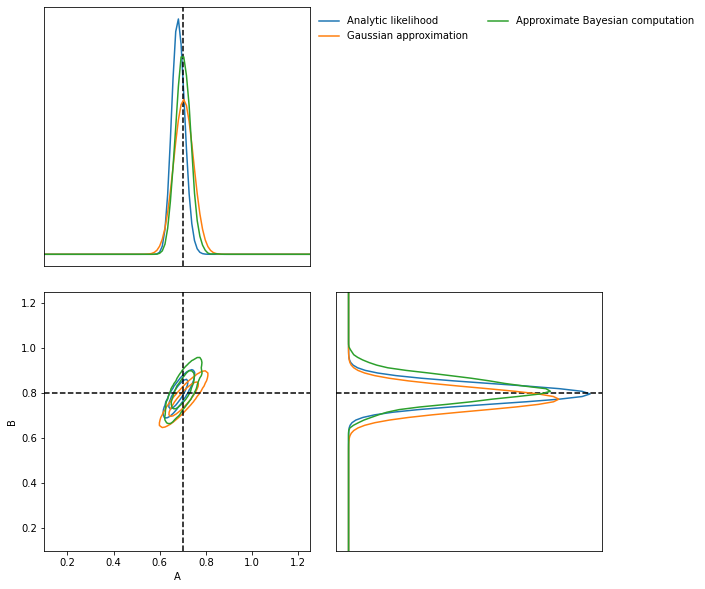 Analytic likelihood
Gaussian approximation
Approximate Bayesian computation
1.2
1.0
0.8
0.6
0.4
0.2
B
0.2 0.4 0.6 0.8 1.0 1.2
A